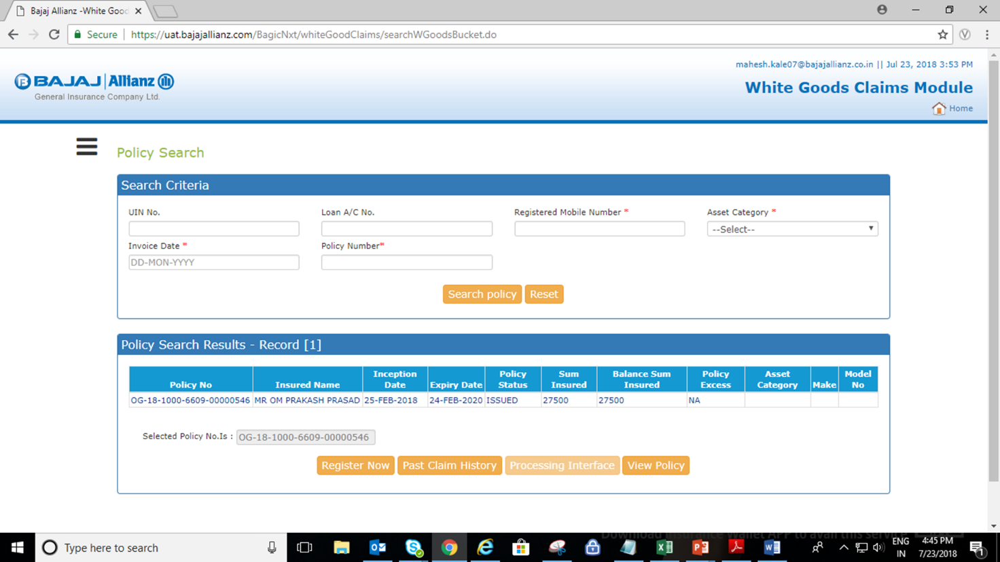 Bajaj Allianz -White Good
Secure https://uat.bajajallianz.com/BagicNxt/whiteGoodClaims/searchWGoodsBucket.do
mahesh.kale07@bajajallianz.co.in || Jul 23, 2018 3:53 PM
BAJAJ Allianz
General Insurance Company Ltd.
White Goods Claims Module
Home
Policy Search
Search Criteria
UIN No. Loan A/C No. Registered Mobile Number * Asset Category *
--Select--
Invoice Date * Policy Number*
DD-MON-YYYY
Search policy Reset
Policy Search Results - Record [1]
Policy No Insured Name Inception Date Expiry Date Policy Status Sum Insured Balance Sum Insured Policy Excess Asset Category Make Model No
OG-18-1000-6609-00000546 MR OM PRAKASH PRASAD 25-FEB-2018 24-FEB-2020 ISSUED 27500 27500 NA
Selected Policy No.Is : OG-18-1000-6609-00000546
Register Now Past Claim History Processing Interface View Policy
Download Insurance Wallet APP to avail this service
Type here to search
ENG 4:45 PM
IN 7/23/2018 1